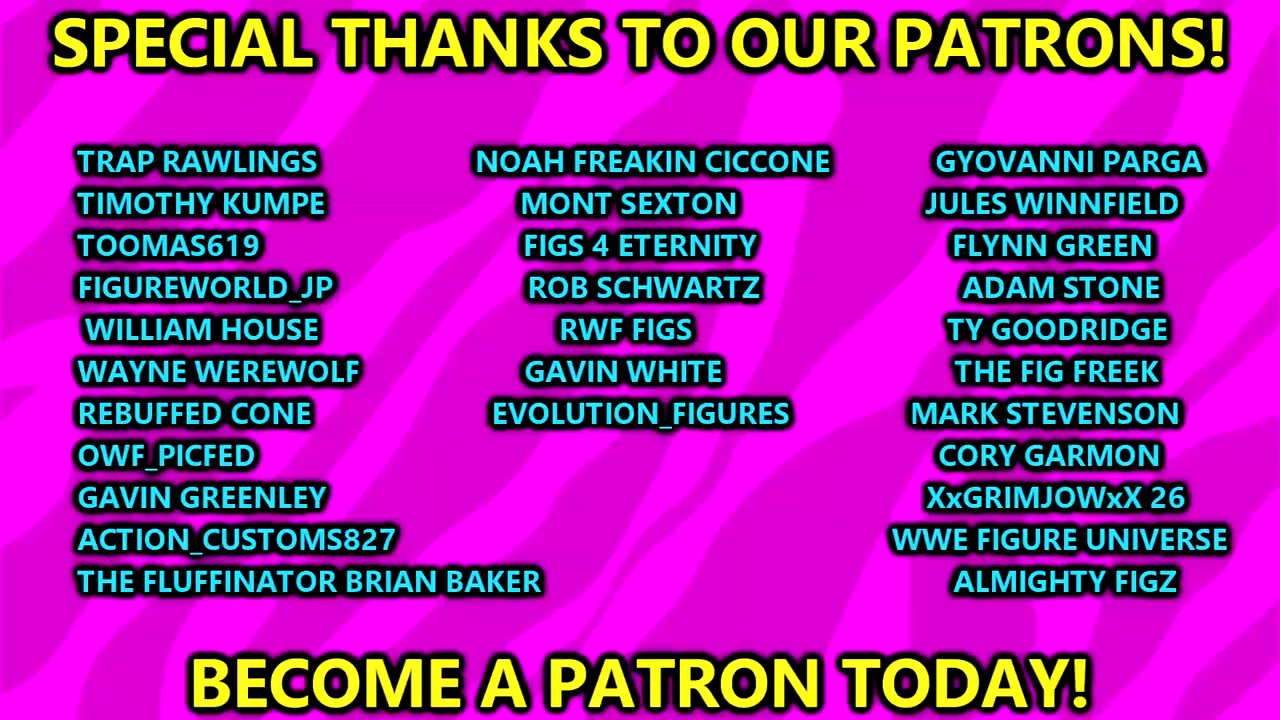 SPECIAL THANKS TO OUR PATRONS!
TRAP RAWLINGS
TIMOTHY KUMPE
TOOMAS619
FIGUREWORLD_JP
WILLIAM HOUSE
WAYNE WEREWOLF
REBUFFED CONE
OWF_PICFED
GAVIN GREENLEY
ACTION_CUSTOMS827
THE FLUFFINATOR BRIAN BAKER
NOAH FREAKIN CICCONE
MONT SEXTON
FIGS 4 ETERNITY
ROB SCHWARTZ
RWF FIGS
GAVIN WHITE
EVOLUTION_FIGURES
GYOVANNI PARGA
JULES WINNFIELD
FLYNN GREEN
ADAM STONE
TY GOODRIDGE
THE FIG FREEK
MARK STEVENSON
CORY GARMON
XxGRIMJOWxX 26
WWE FIGURE UNIVERSE
ALMIGHTY FIGZ
BECOME A PATRON TODAY!